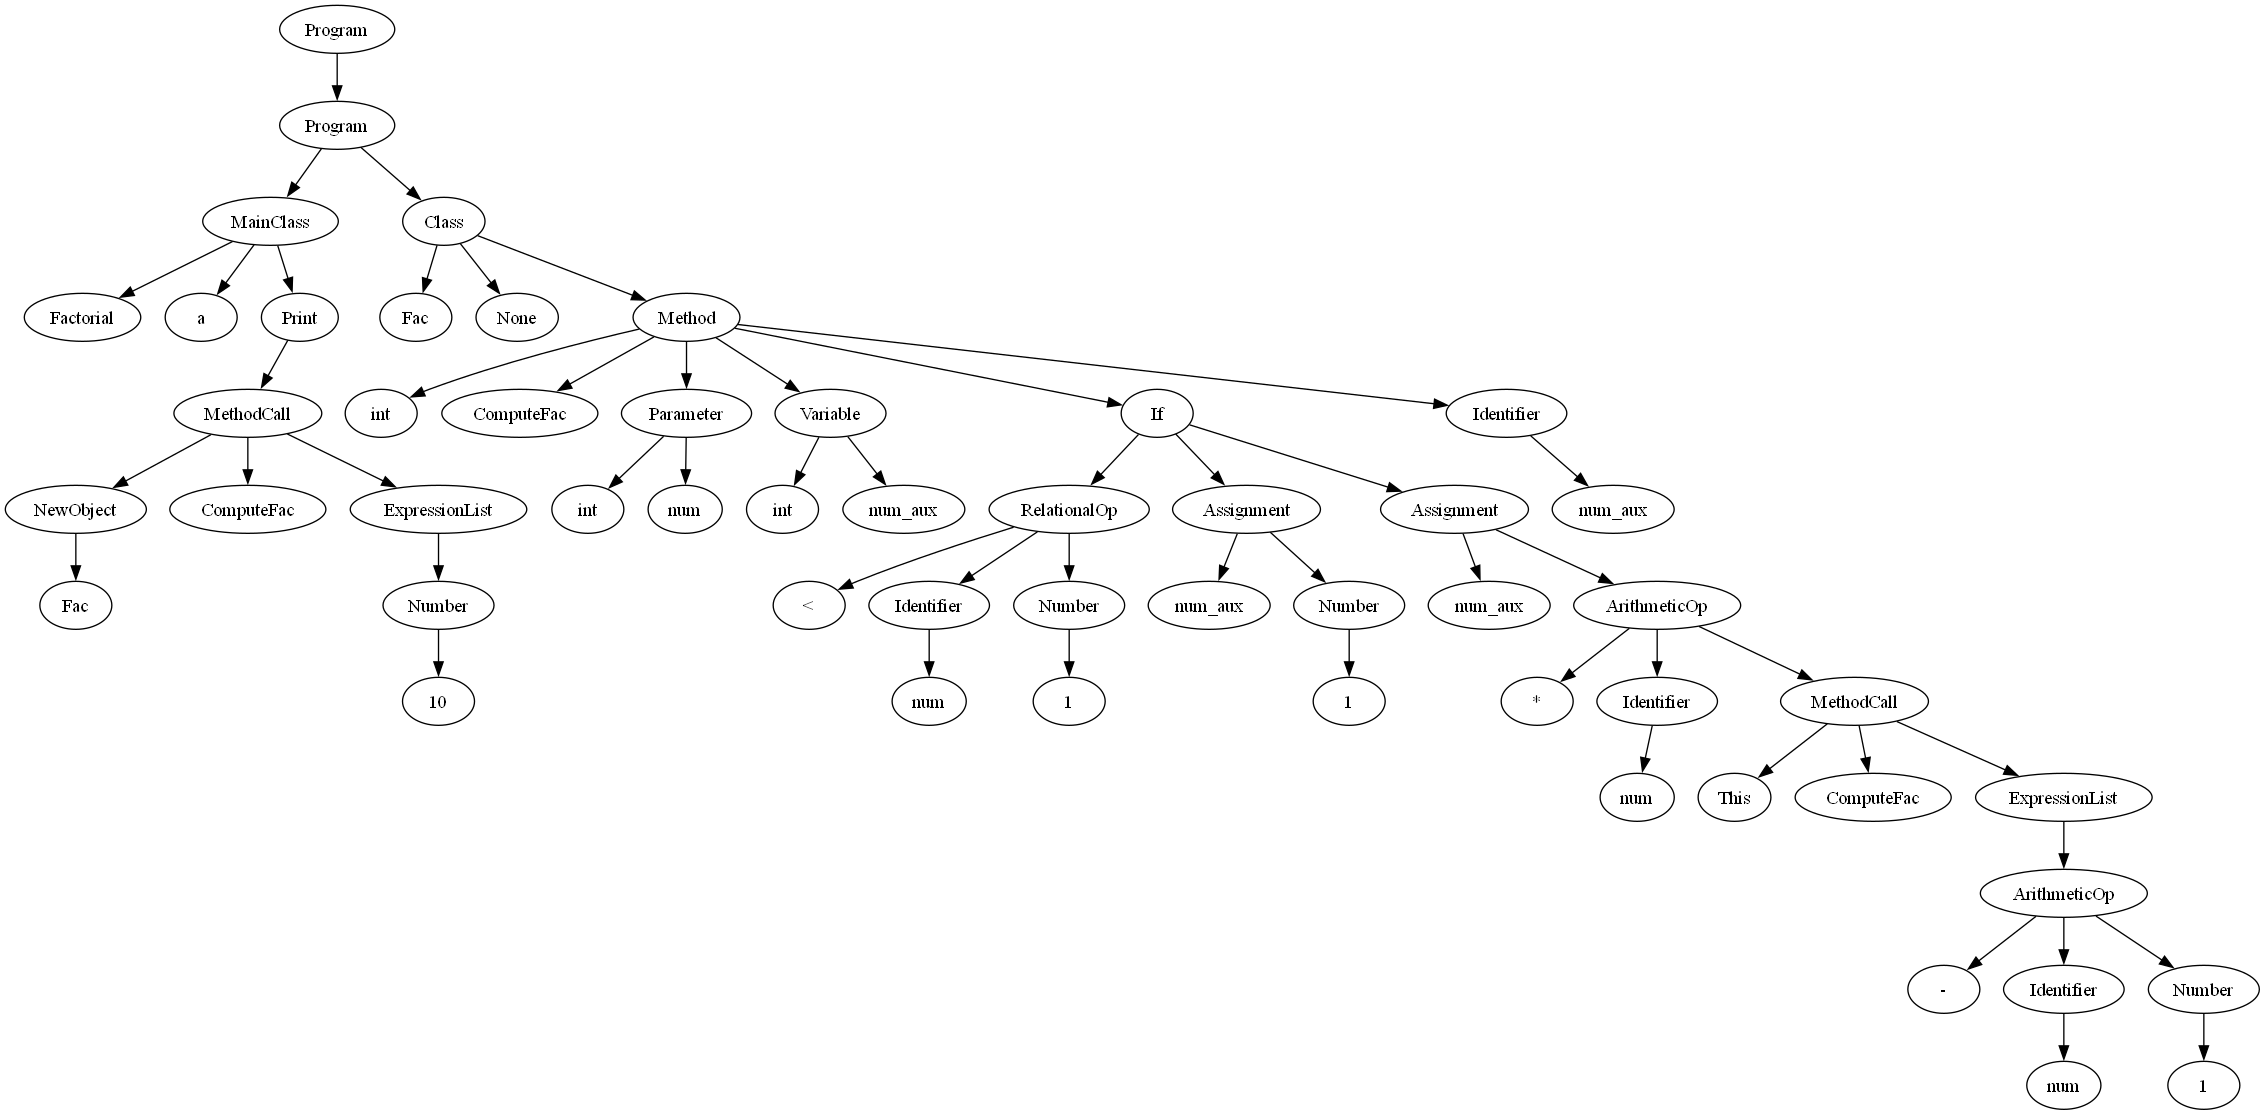 Program
Program
MainClass
Class
Factorial
a
Print
Fac
None
Method
MethodCall
int
ComputeFac
Parameter
Variable
If
Identifier
NewObject
ComputeFac
ExpressionList
int
num
int
num_aux
RelationalOp
Assignment
Assignment
num_aux
Fac
Number
<
Identifier
Number
num_aux
Number
num_aux
ArithmeticOp
10
num
1
1
*
Identifier
MethodCall
num
This
ComputeFac
ExpressionList
ArithmeticOp
-
Identifier
Number
num
1